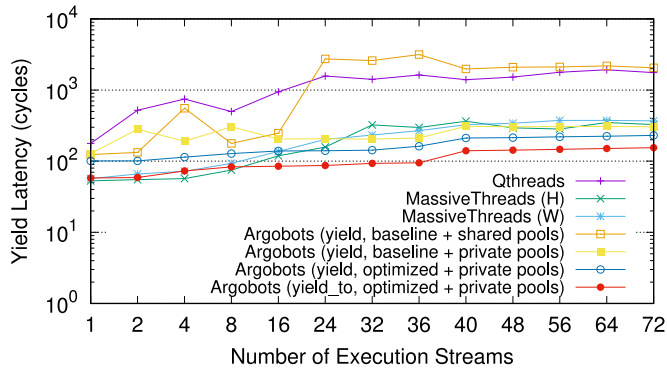 10^4
10^3
10^2
10^1
10^0
Yield Latency (cycles)
Qthreads
MassiveThreads (H)
MassiveThreads (W)
Argobots (yield, baseline + shared pools)
Argobots (yield, baseline + private pools)
Argobots (yield, optimized + private pools)
Argobots (yield_to, optimized + private pools)
1 2 4 8 16 24 32 36 40 48 56 64 72
Number of Execution Streams